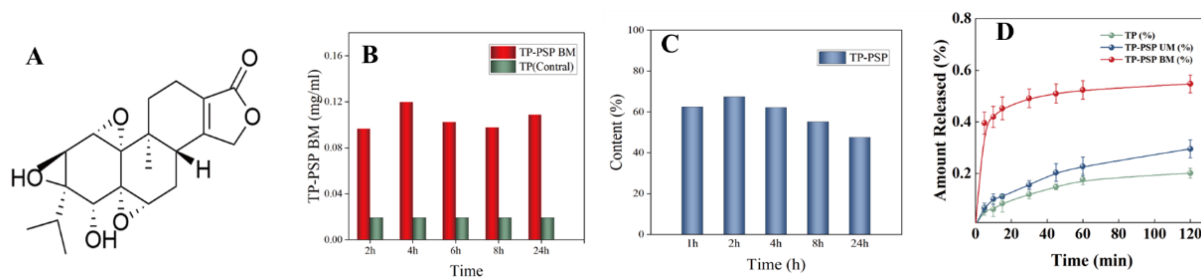 A
O
O
O
HO
H
OH
O
B
TP-PSP BM
TP(Contral)
TP-PSP BM (mg/ml)
0.16
0.12
0.08
0.04
0.00
2h
4h
6h
8h
24h
Time
C
TP-PSP
Content (%)
100
80
60
40
20
0
1h
2h
4h
8h
24h
Time (h)
D
TP (%)
TP-PSP UM (%)
TP-PSP BM (%)
Amount Released (%)
0.8
0.6
0.4
0.2
0
20
40
60
80
100
120
Time (min)